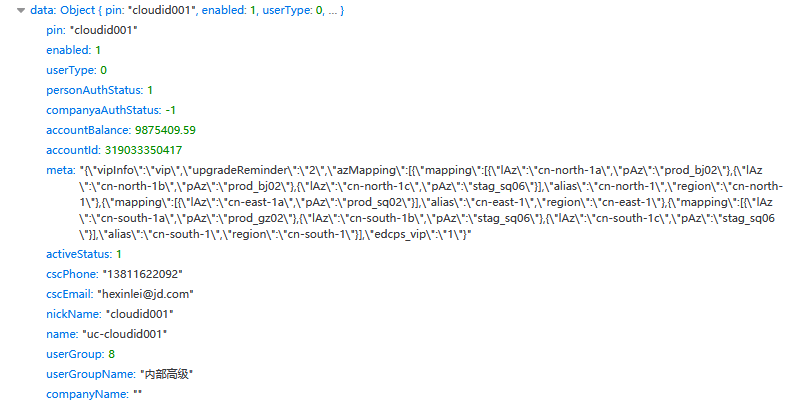 data: Object { pin: "cloudid001", enabled: 1, userType: 0, … }
pin: "cloudid001"
enabled: 1
userType: 0
personAuthStatus: 1
companyaAuthStatus: -1
accountBalance: 9875409.59
accountId: 319033350417
meta: "{\"vipInfo\":\"vip\",\"upgradeReminder\":\"2\",\"azMapping\":[{\"mapping\":[{\"lAz\":\"cn-north-1a\",\"pAz\":\"prod_bj02\"},{\"lAz
\":\"cn-north-1b\",\"pAz\":\"prod_bj02\"},{\"lAz\":\"cn-north-1c\",\"pAz\":\"stag_sq06\"}],\"alias\":\"cn-north-1\",\"region\":\"cn-north-
1\"},{\"mapping\":[{\"lAz\":\"cn-east-1a\",\"pAz\":\"prod_sq02\"}],\"alias\":\"cn-east-1\",\"region\":\"cn-east-1\"},{\"mapping\":[{\"lAz
\":\"cn-south-1a\",\"pAz\":\"prod_gz02\"},{\"lAz\":\"cn-south-1b\",\"pAz\":\"stag_sq06\"},{\"lAz\":\"cn-south-1c\",\"pAz\":\"stag_sq06
\"}],\"alias\":\"cn-south-1\",\"region\":\"cn-south-1\"}],\"edcps_vip\":\"1\"}"
activeStatus: 1
cscPhone: "13811622092"
cscEmail: "hexinlei@jd.com"
nickName: "cloudid001"
name: "uc-cloudid001"
userGroup: 8
userGroupName: "内部高级"
companyName: ""